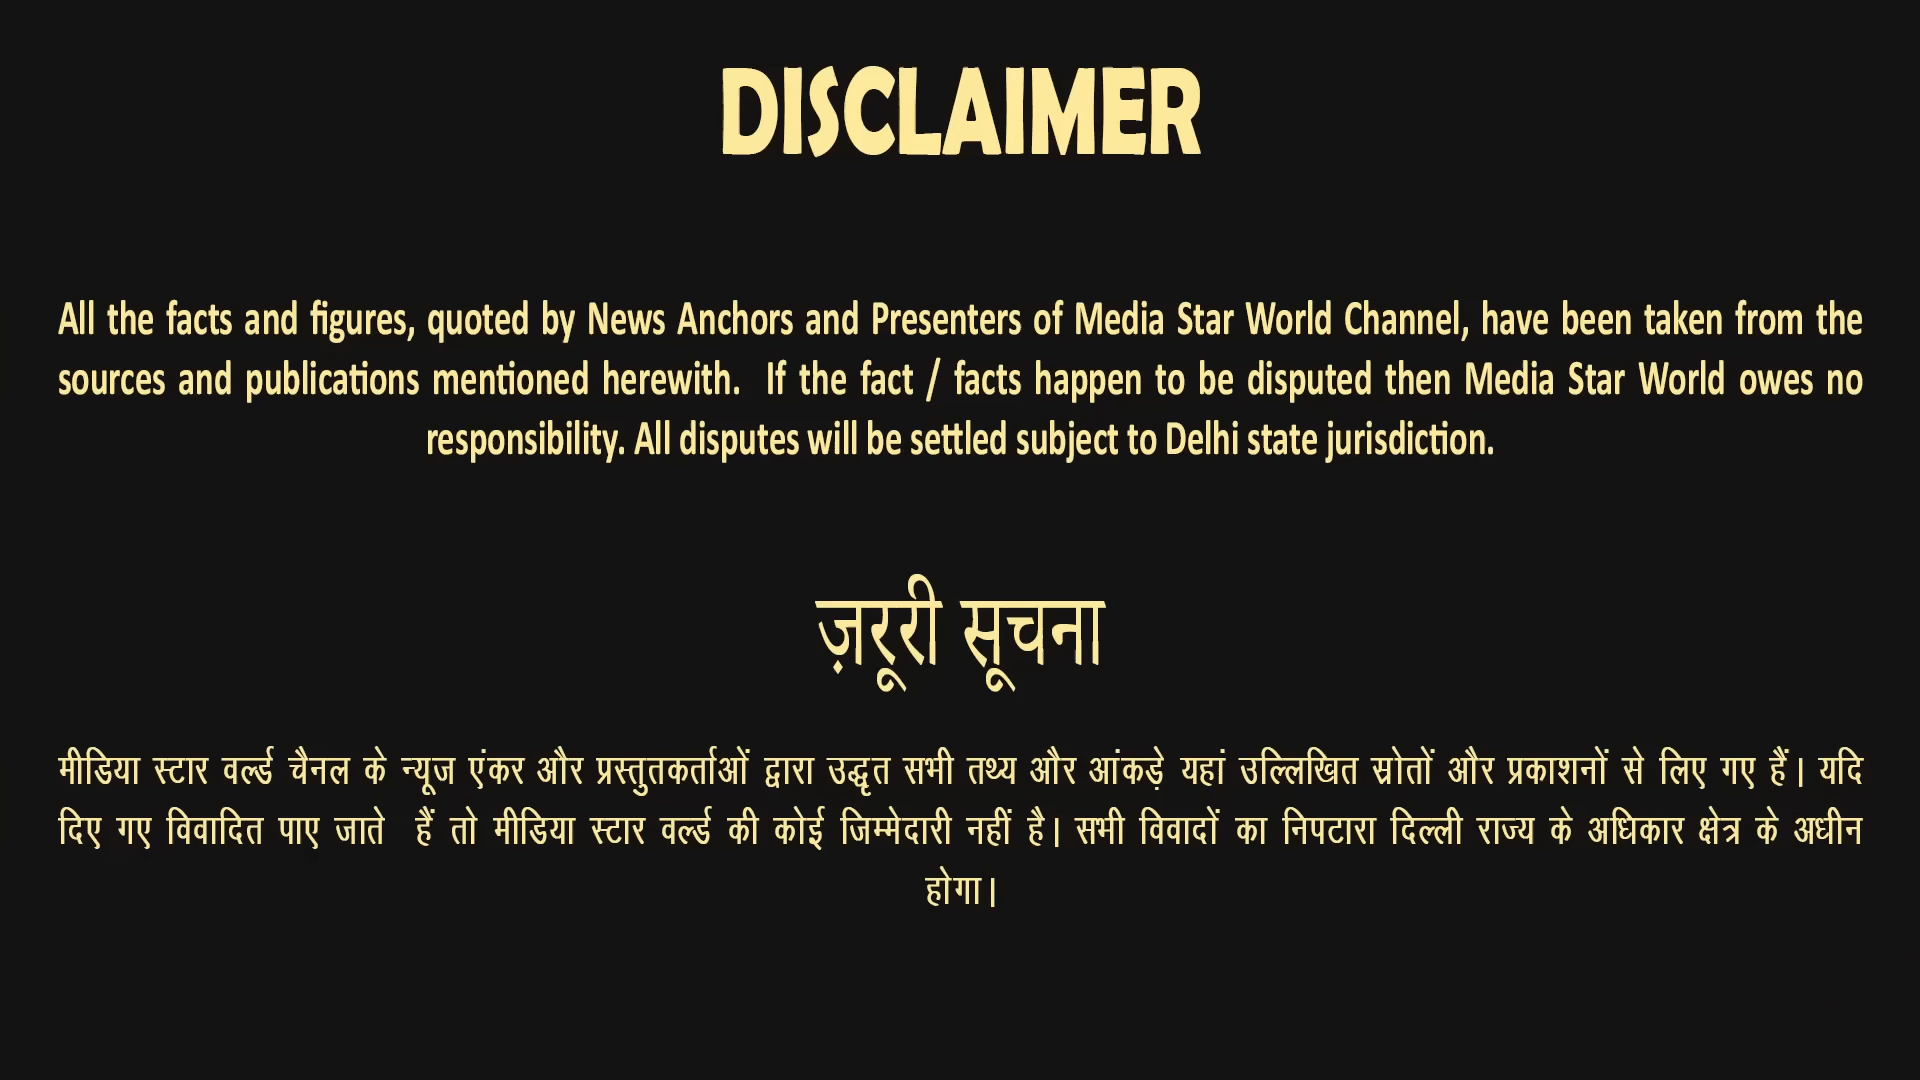 DISCLAIMER
All the facts and figures, quoted by News Anchors and Presenters of Media Star World Channel, have been taken from the
sources and publications mentioned herewith.  If the fact / facts happen to be disputed then Media Star World owes no
responsibility. All disputes will be settled subject to Delhi state jurisdiction.
ज़रूरी सूचना
मीडिया स्टार वर्ल्ड चैनल के न्यूज एंकर और प्रस्तुतकर्ताओं द्वारा उद्धृत सभी तथ्य और आंकड़े यहां उल्लिखित स्रोतों और प्रकाशनों से लिए गए हैं। यदि
दिए गए विवादित पाए जाते  हैं तो मीडिया स्टार वर्ल्ड की कोई जिम्मेदारी नहीं है। सभी विवादों का निपटारा दिल्ली राज्य के अधिकार क्षेत्र के अधीन
होगा।